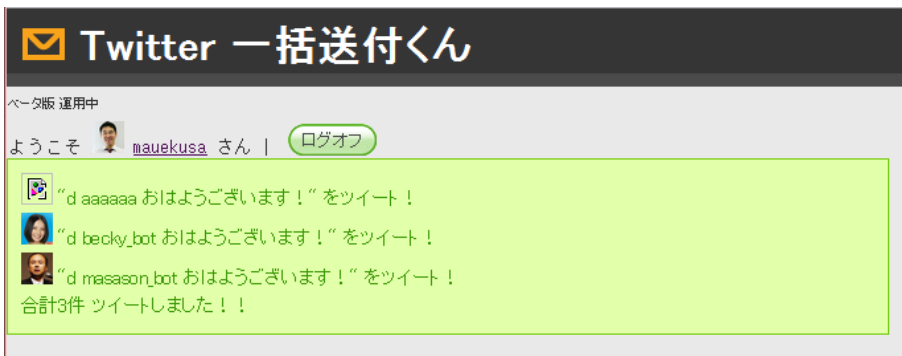 Twitter 一括送付くん
ベータ版 運用中
ようこそ mauekusa さん | ログオフ
“d aaaaaa おはようございます！“ をツイート！
“d becky_bot おはようございます！“ をツイート！
“d masason_bot おはようございます！“ をツイート！
合計3件 ツイートしました！！